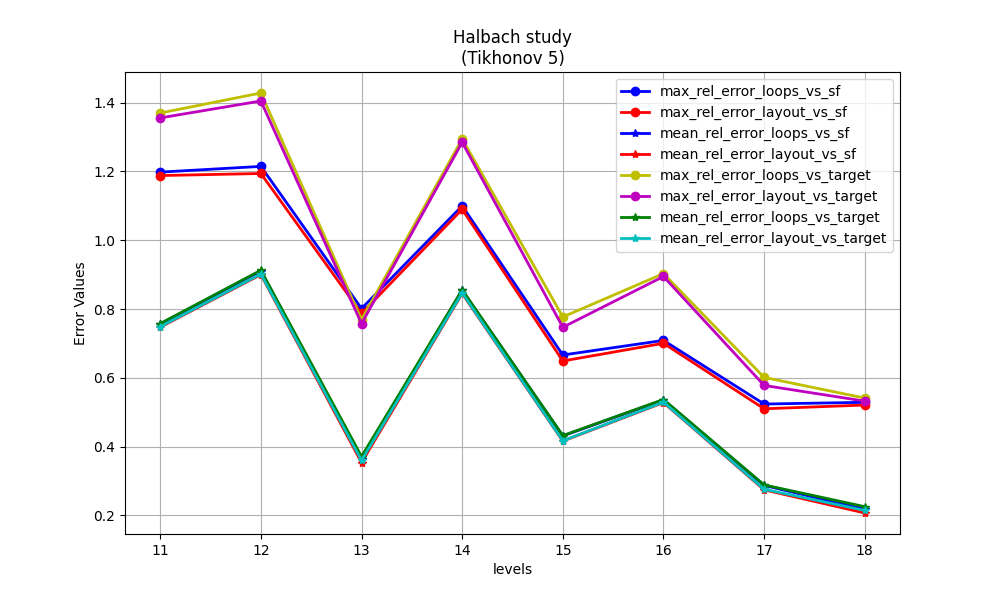 Halbach study
(Tikhonov 5)
max_rel_error_loops_vs_sf
max_rel_error_layout_vs_sf
mean_rel_error_loops_vs_sf
mean_rel_error_layout_vs_sf
max_rel_error_loops_vs_target
max_rel_error_layout_vs_target
mean_rel_error_loops_vs_target
mean_rel_error_layout_vs_target
Error Values
1.4
1.2
1.0
0.8
0.6
0.4
0.2
11 12 13 14 15 16 17 18
levels